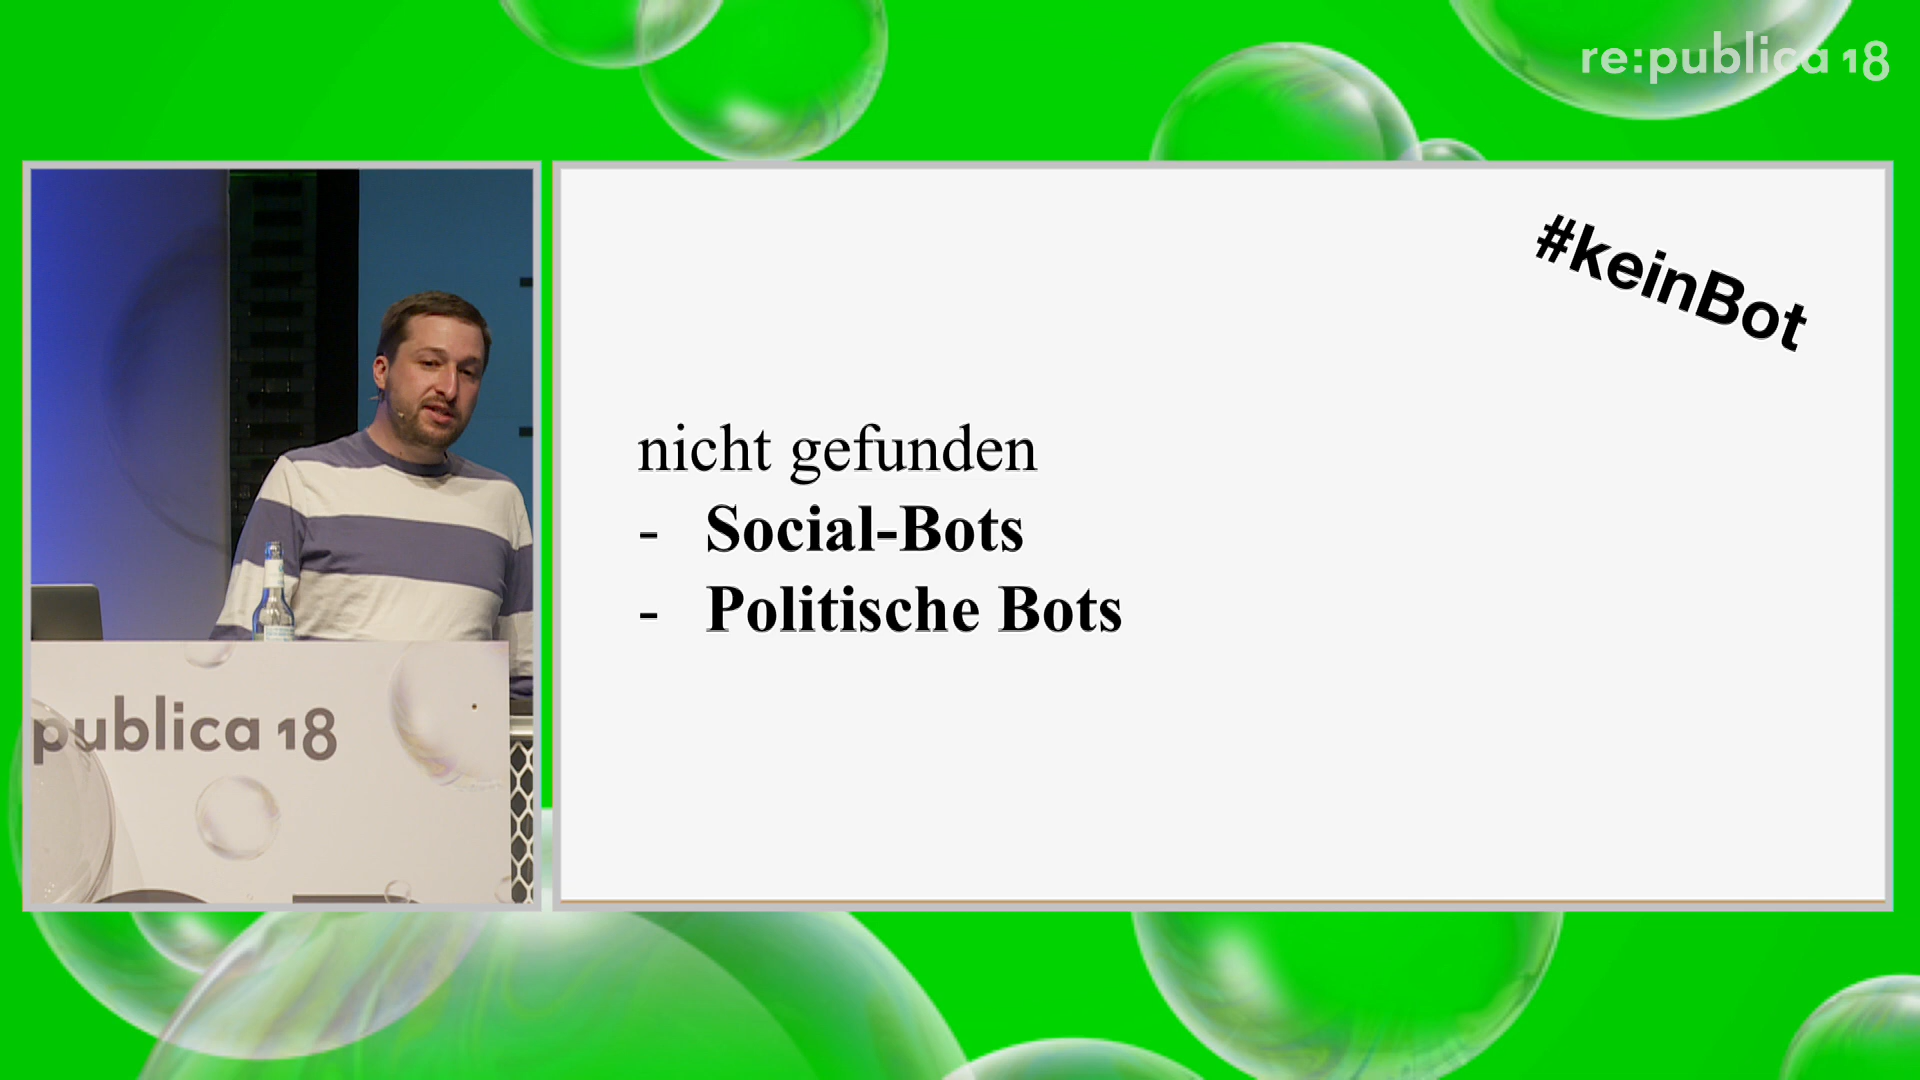 re:publica 18
#keinBot
nicht gefunden
- Social-Bots
- Politische Bots
publica 18